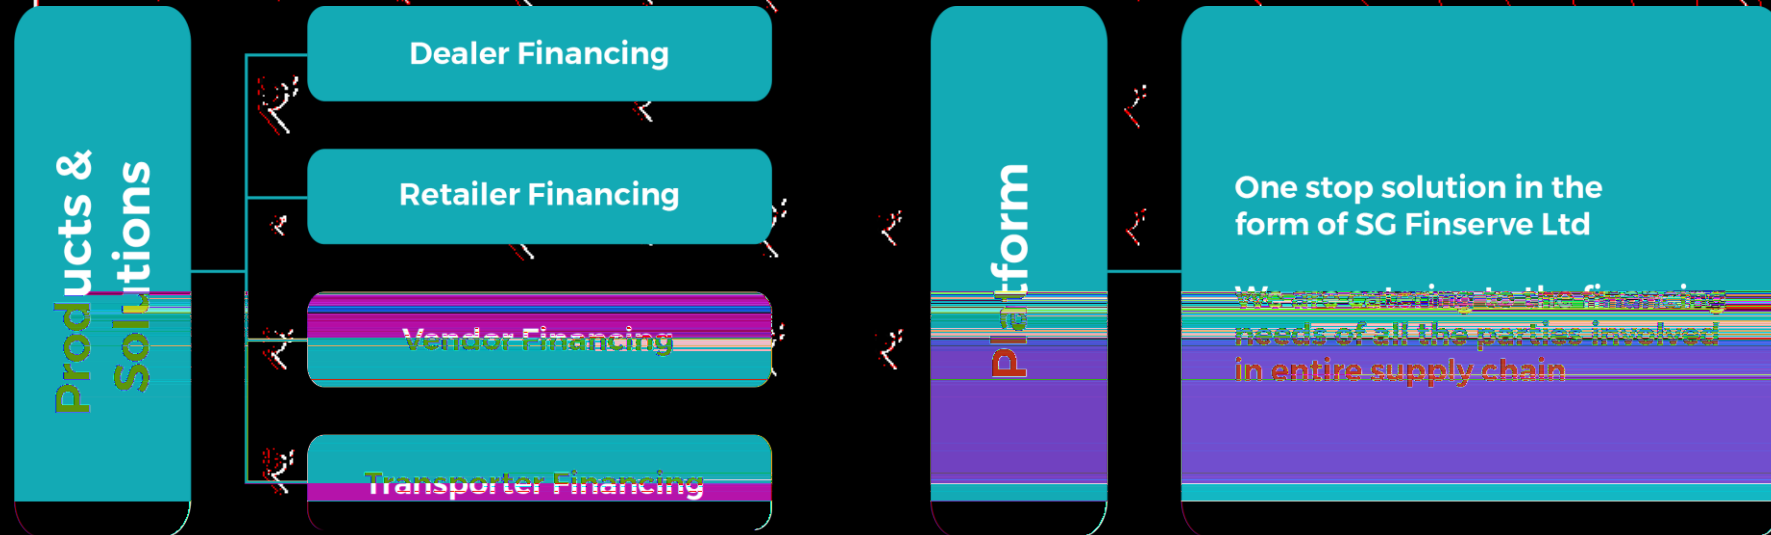 Products &
Solutions
Dealer Financing
Retailer Financing
Vendor Financing
Transporter Financing
Platform
One stop solution in the
form of SG Finserve Ltd
We are catering to the financing
needs of all the parties involved
in entire supply chain